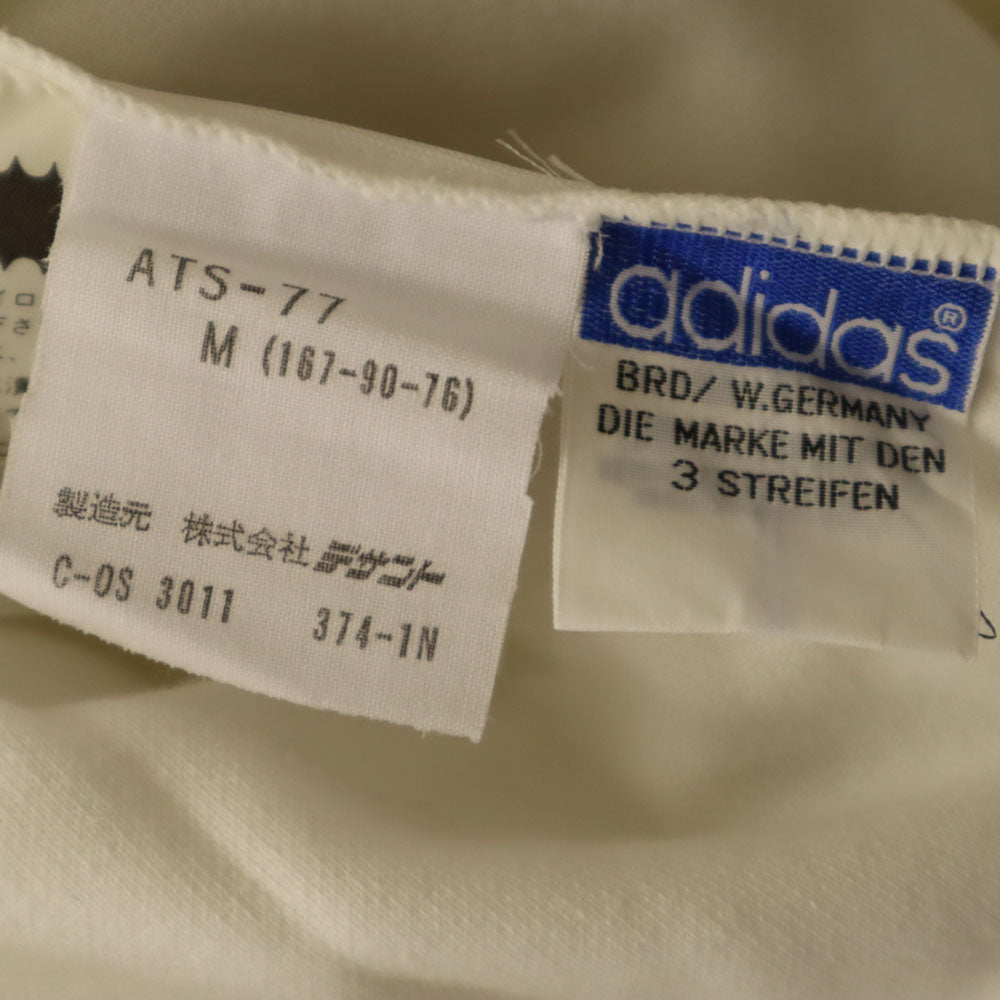 ATS-77
M (167-90-76)
製造元 株式会社デサント
C-OS 3011 374-1N
adidas®
BRD/ W.GERMANY
DIE MARKE MIT DEN
3 STREIFEN